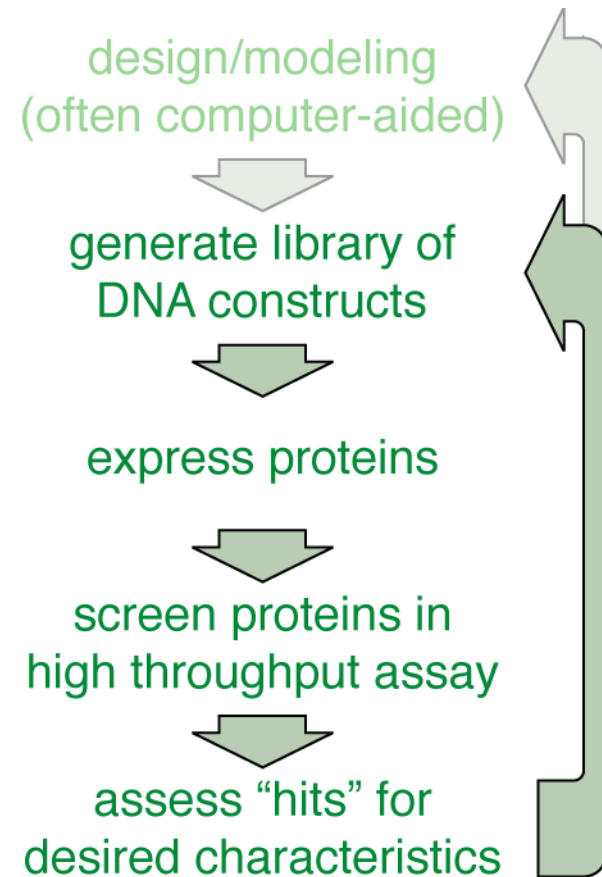 design/modeling
(often computer-aided)
generate library of
DNA constructs
express proteins
screen proteins in
high throughput assay
assess “hits” for
desired characteristics